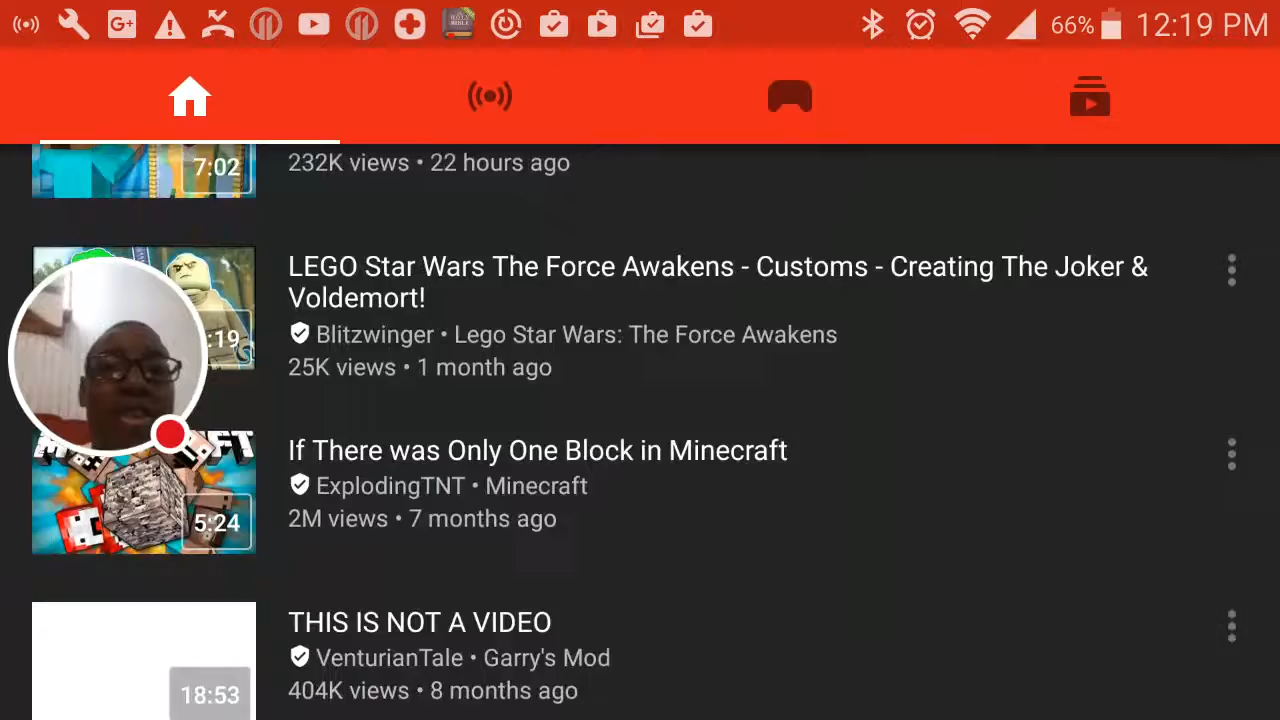 66% 12:19 PM
7:02
232K views • 22 hours ago
LEGO Star Wars The Force Awakens - Customs - Creating The Joker &
Voldemort!
:19
Blitzwinger • Lego Star Wars: The Force Awakens
25K views • 1 month ago
If There was Only One Block in Minecraft
ExplodingTNT • Minecraft
5:24
2M views • 7 months ago
THIS IS NOT A VIDEO
VenturianTale • Garry's Mod
18:53
404K views • 8 months ago